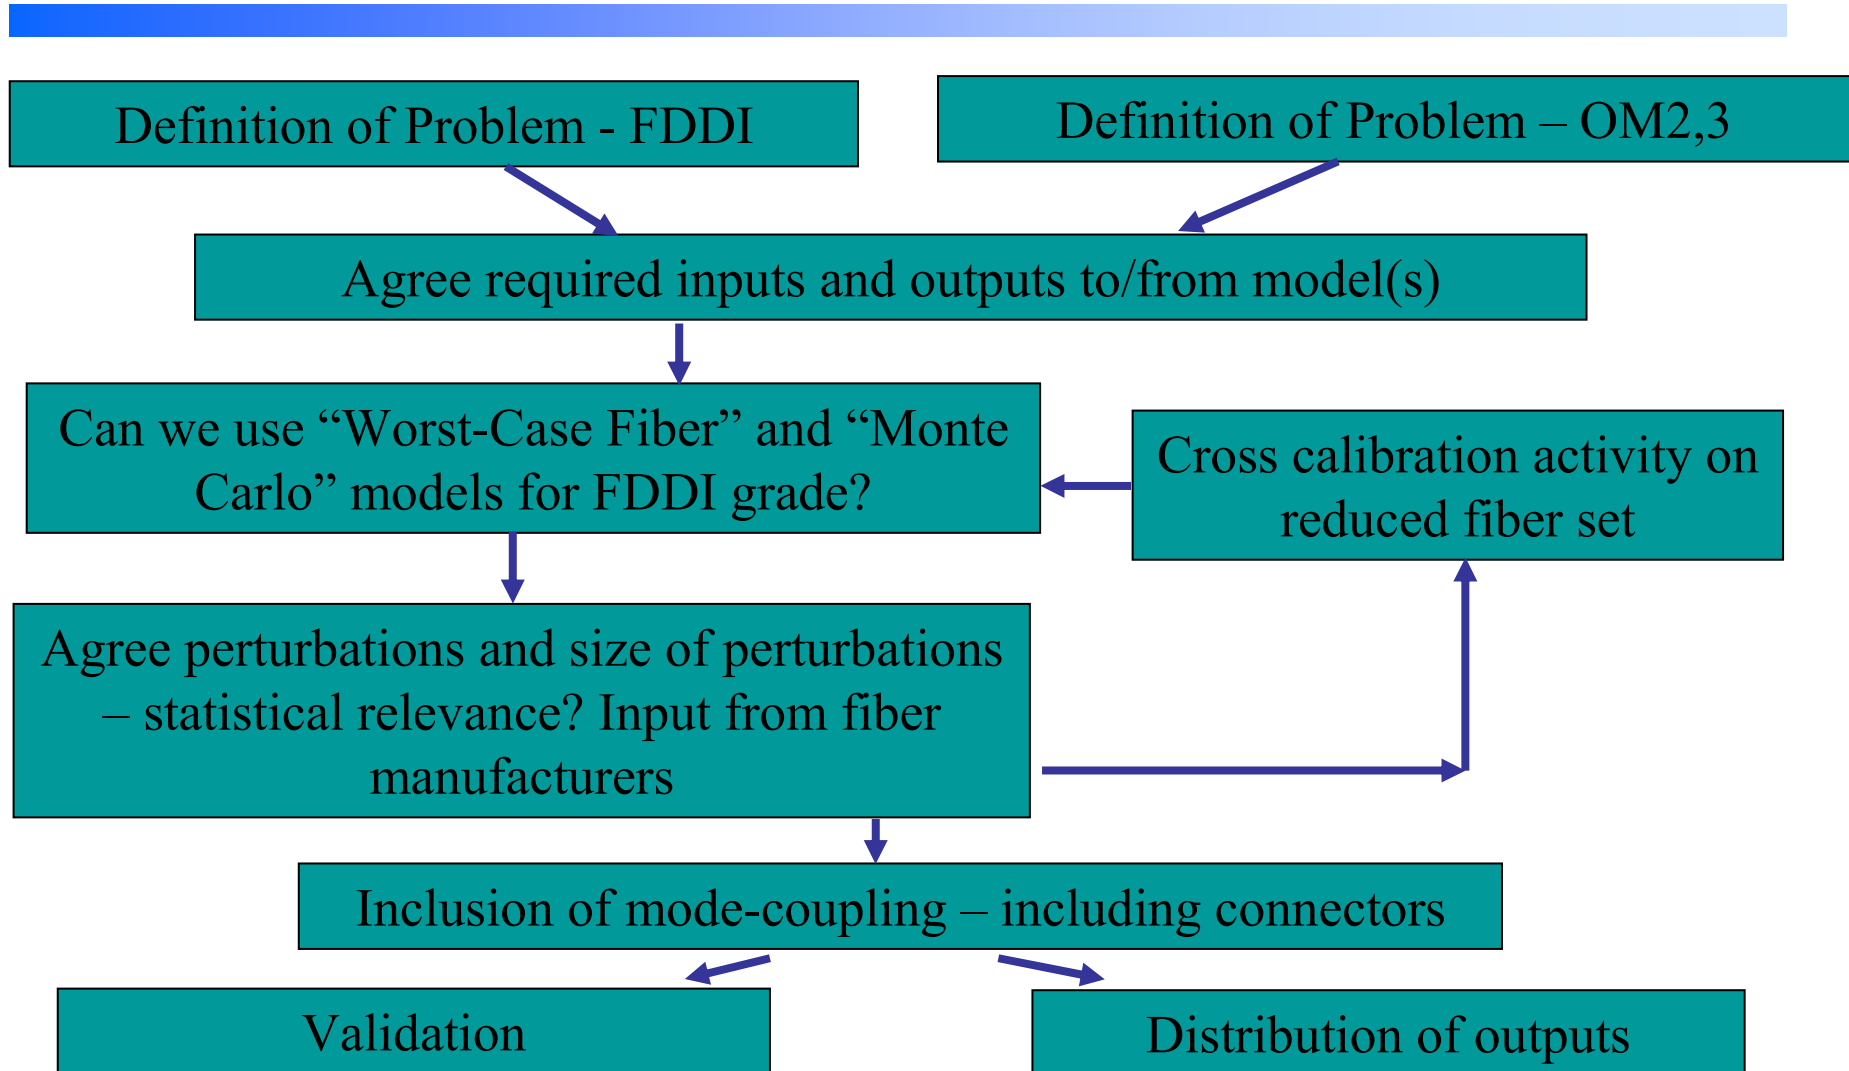 Definition of Problem - FDDI
Definition of Problem – OM2,3
Agree required inputs and outputs to/from model(s)
Can we use “Worst-Case Fiber” and “Monte
Carlo” models for FDDI grade?
Cross calibration activity on
reduced fiber set
Agree perturbations and size of perturbations
– statistical relevance? Input from fiber
manufacturers
Inclusion of mode-coupling – including connectors
Validation
Distribution of outputs